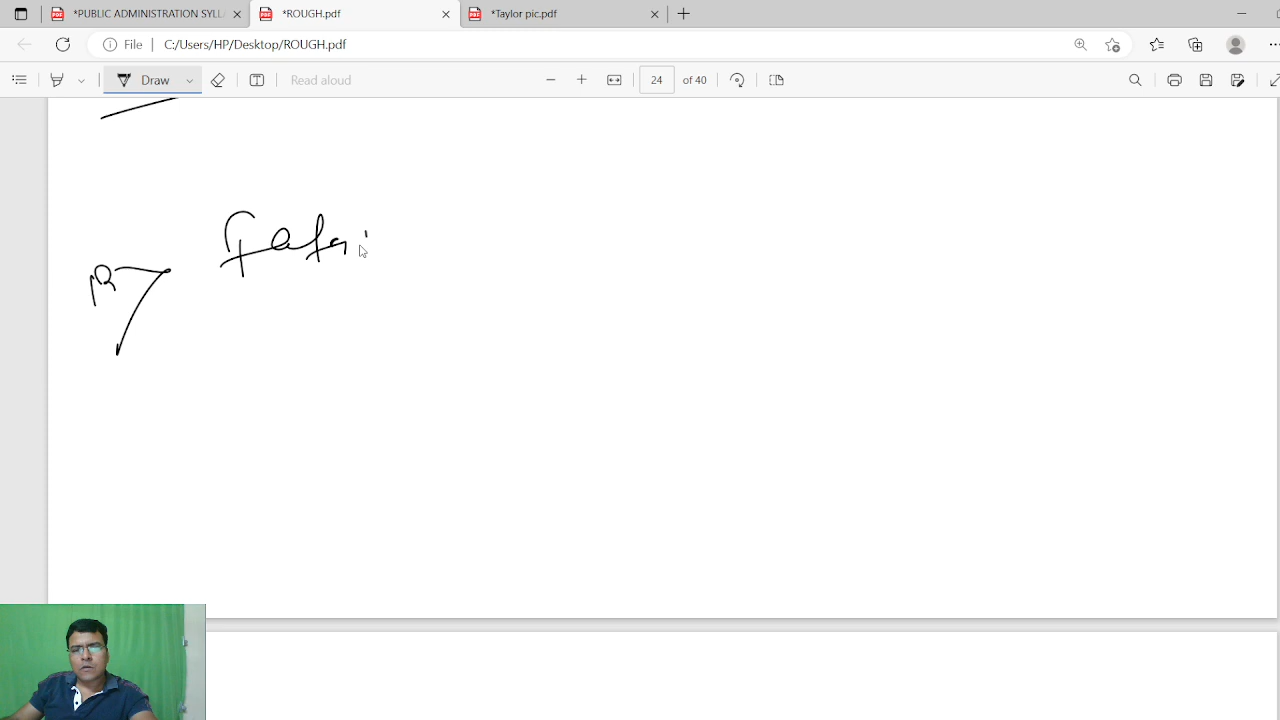 *PUBLIC ADMINISTRATION SYLLA
*ROUGH.pdf
*Taylor pic.pdf
File
C:/Users/HP/Desktop/ROUGH.pdf
Draw
Read aloud
24 of 40